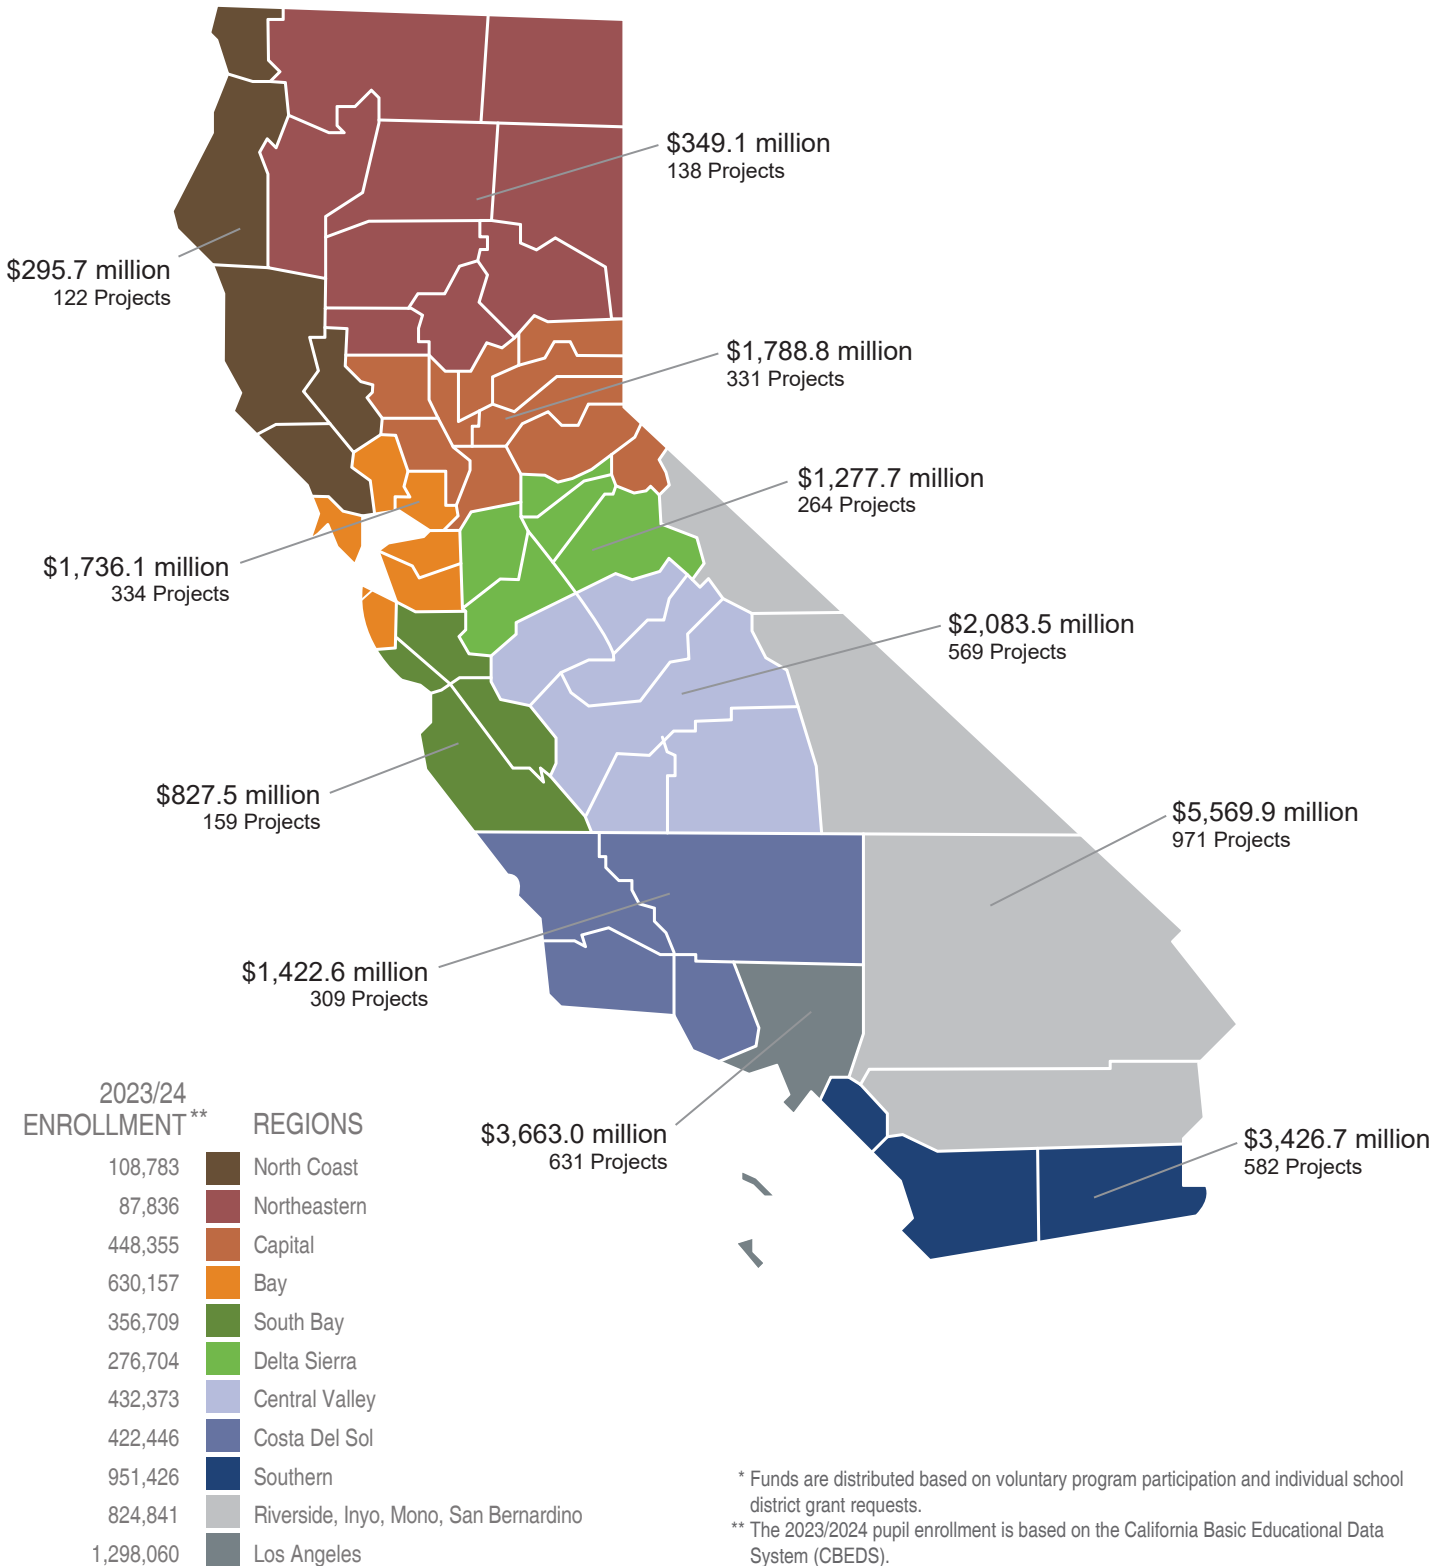 $349.1 million
138 Projects
$295.7 million
122 Projects
$1,788.8 million
331 Projects
$1,277.7 million
264 Projects
$1,736.1 million
334 Projects
$2,083.5 million
569 Projects
$827.5 million
159 Projects
$5,569.9 million
971 Projects
$1,422.6 million
309 Projects
$3,663.0 million
631 Projects
$3,426.7 million
582 Projects
2023/24
ENROLLMENT** REGIONS
108,783 North Coast
87,836 Northeastern
448,355 Capital
630,157 Bay
356,709 South Bay
276,704 Delta Sierra
432,373 Central Valley
422,446 Costa Del Sol
951,426 Southern
824,841 Riverside, Inyo, Mono, San Bernardino
1,298,060 Los Angeles
* Funds are distributed based on voluntary program participation and individual school
district grant requests.
** The 2023/2024 pupil enrollment is based on the California Basic Educational Data
System (CBEDS).